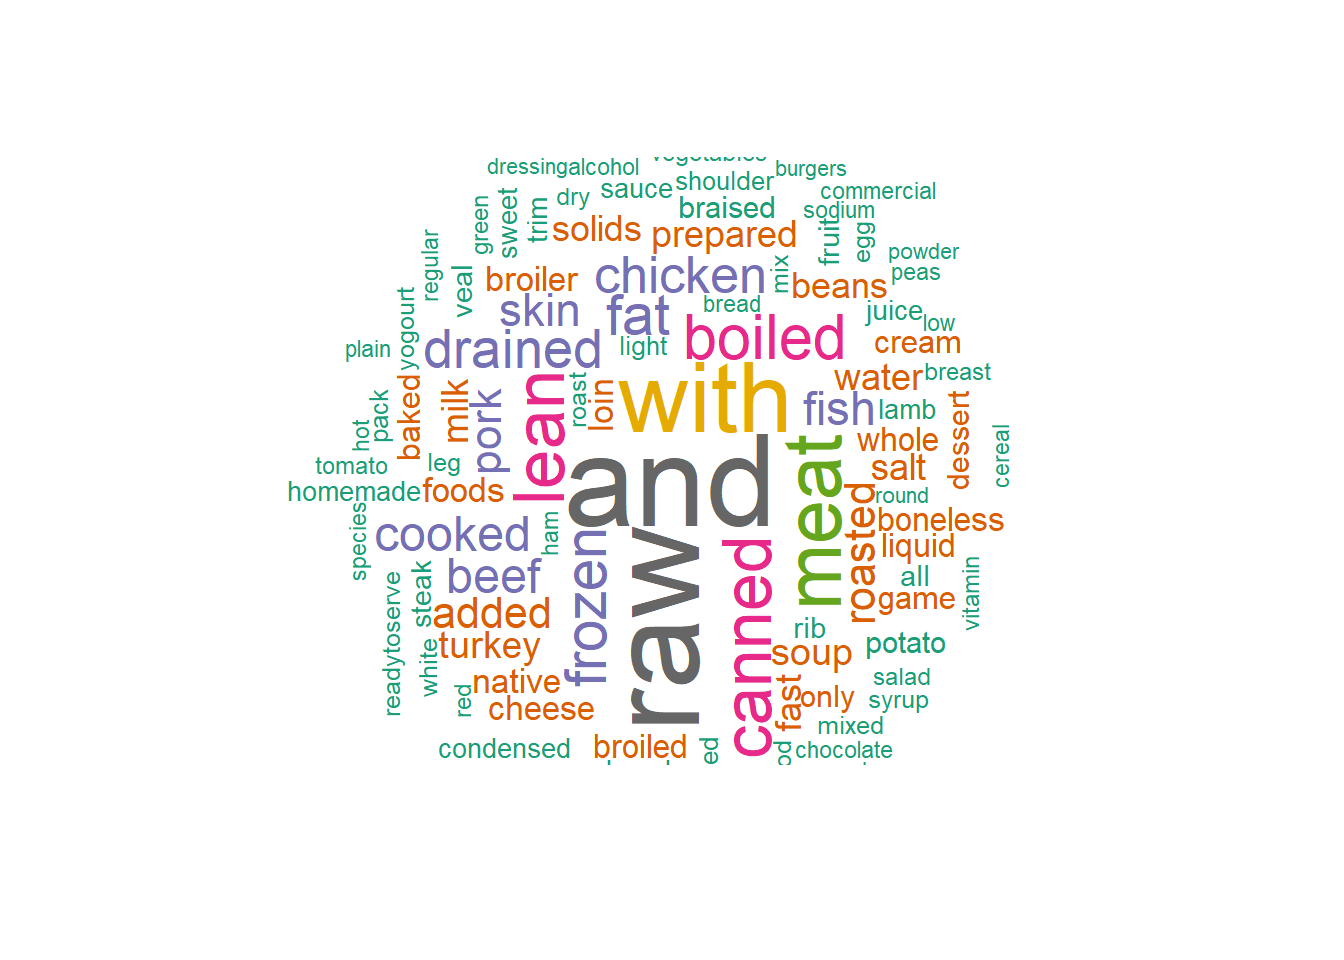 vegetables
dressing
alcohol
burgers
shoulder
sauce
dry
commercial
sodium
braised
trim
sweet
green
solids
prepared
fruit
egg
regular
powder
peas
veal
broiler
chicken
mix
beans
bread
juice
low
skin
fat
yogourt
plain
drained
light
boiled
cream
water
breast
roast
loin
with
fish
lamb
baked
milk
pork
lean
pack
hot
whole
dessert
cereal
tomato
leg
salt
homemade
foods
and
meat
roasted
round
boneless
species
cooked
ham
frozen
raw
canned
liquid
all
game
vitamin
beef
steak
added
readytoserve
turkey
white
rib
soup
potato
native
red
cheese
fast
only
salad
syrup
mixed
condensed
broiled
ed
chocolate